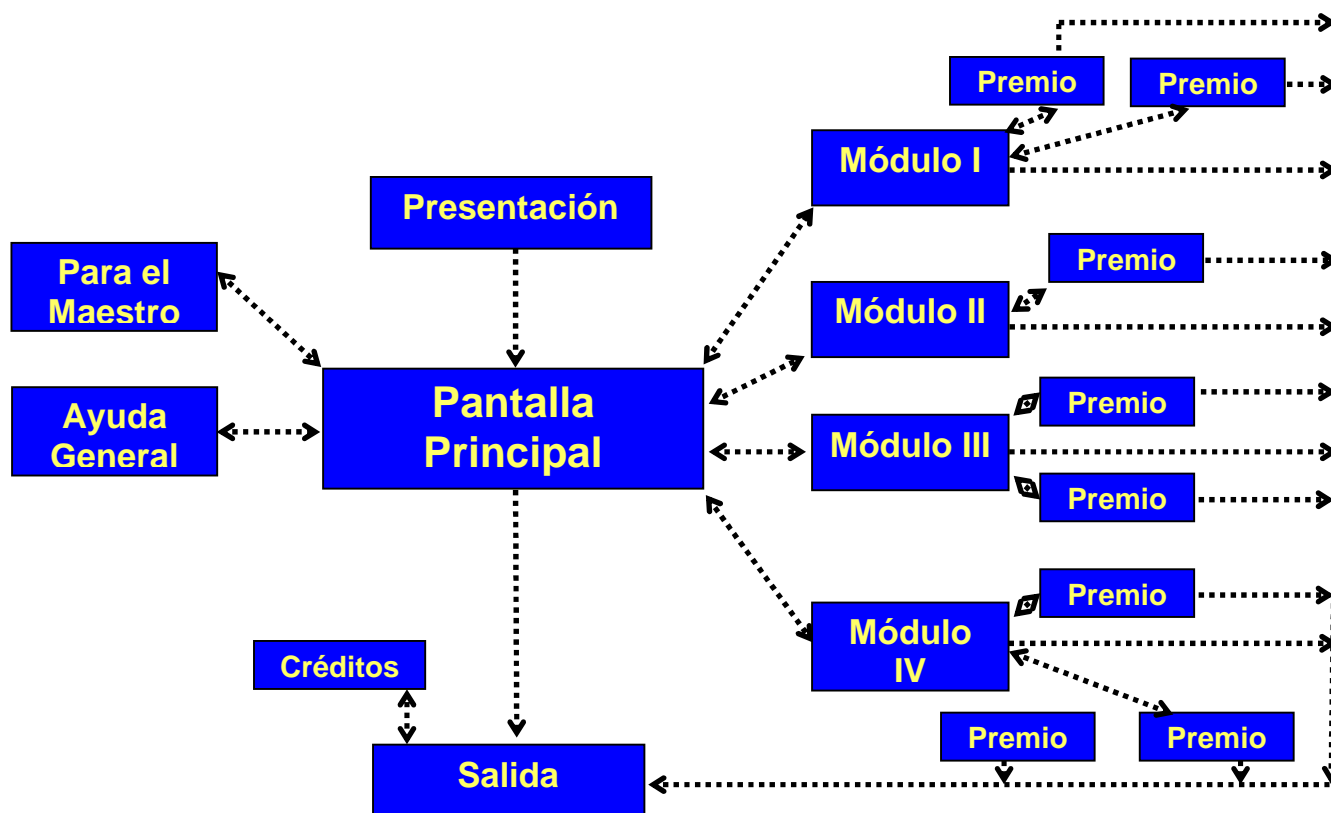 Premio
Premio
Módulo I
Presentación
Para el
Maestro
Premio
Módulo II
Pantalla
Principal
Ayuda
General
Premio
Módulo III
Premio
Premio
Módulo
IV
Créditos
Premio
Premio
Salida